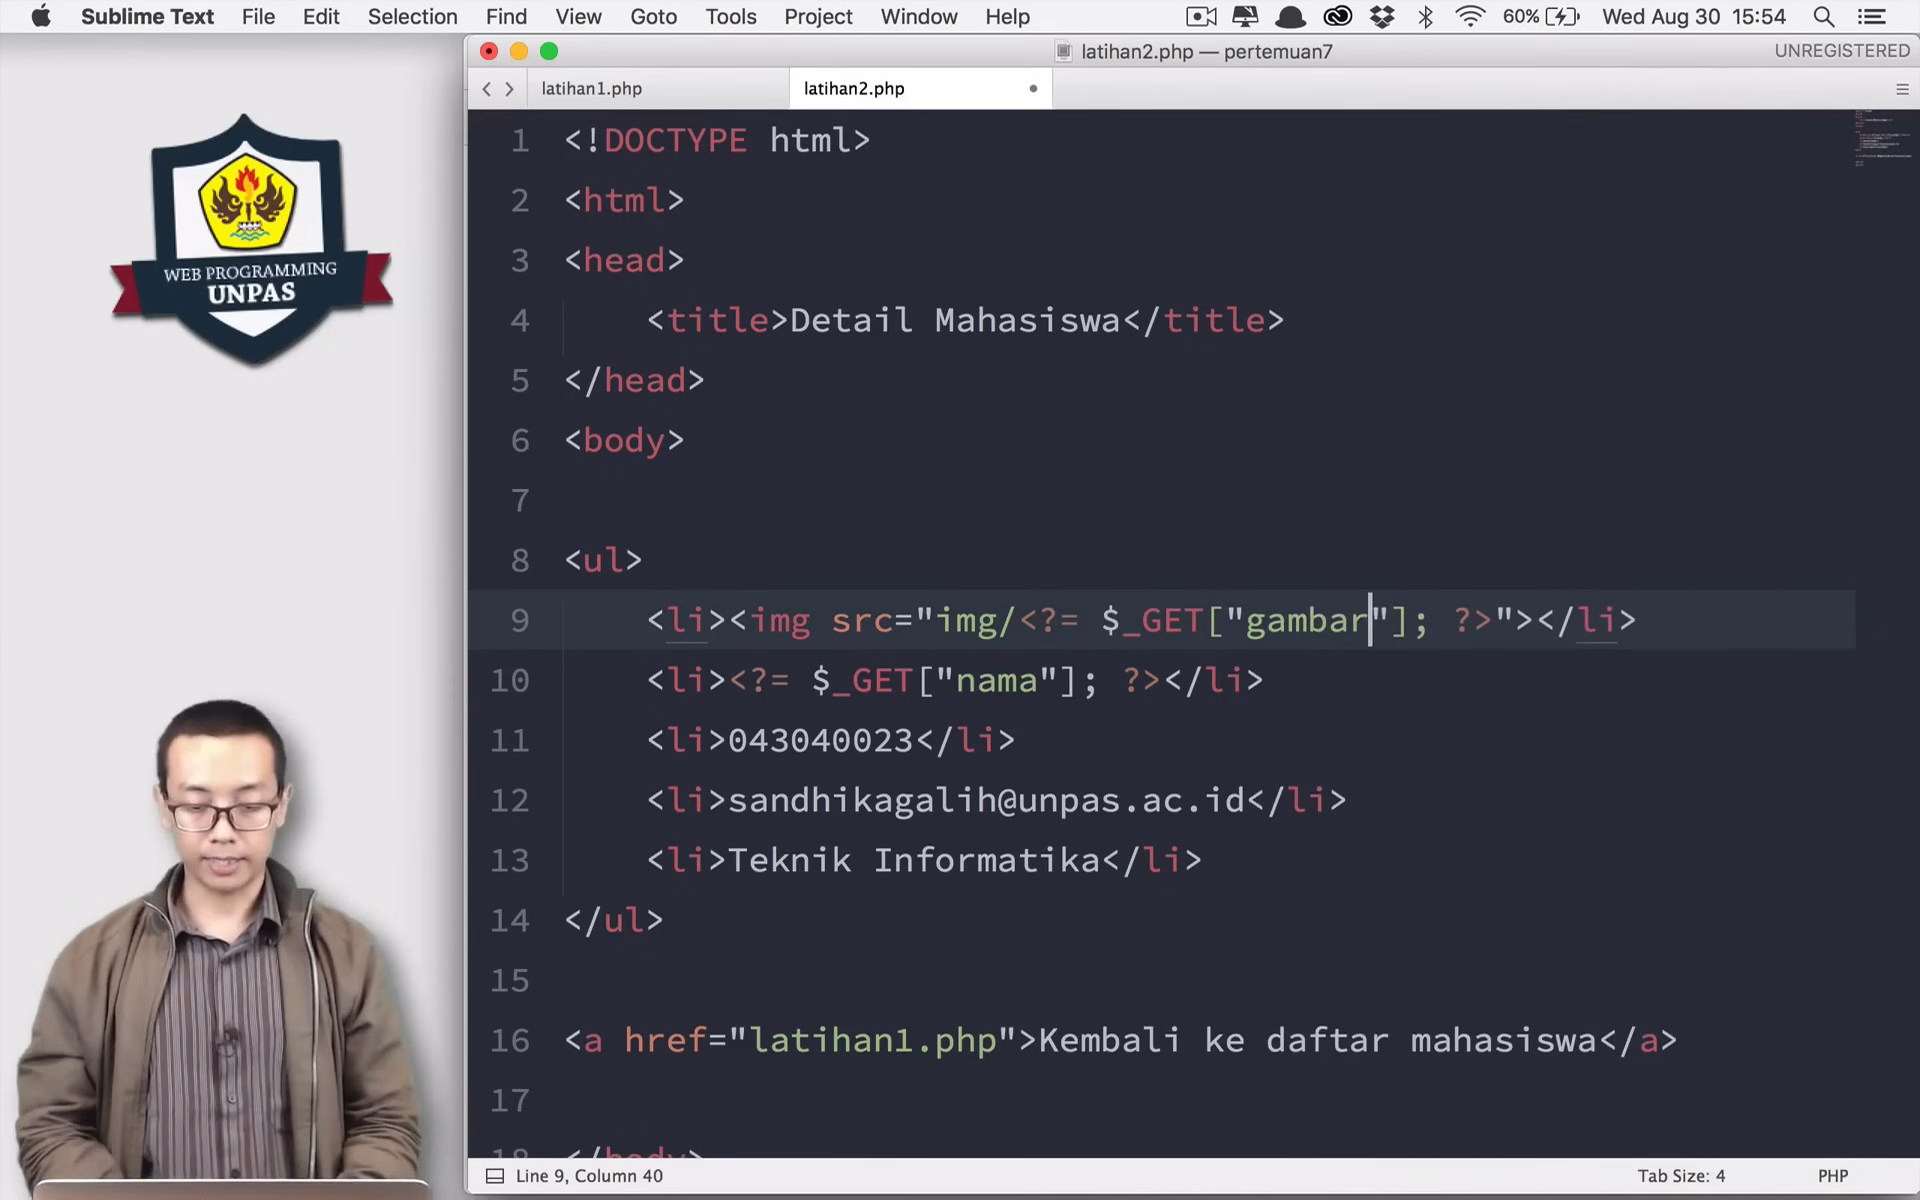 Sublime Text File Edit Selection Find View Goto Tools Project Window Help 60% Wed Aug 30 15:54
latihan2.php — pertemuan7 UNREGISTERED
latihan1.php latihan2.php
WEB PROGRAMMING
UNPAS
1 <!DOCTYPE html>
2 <html>
3 <head>
4 <title>Detail Mahasiswa</title>
5 </head>
6 <body>
7
8 <ul>
9 <li><img src="img/<?= $_GET["gambar"]; ?>"></li>
10 <li><?= $_GET["nama"]; ?></li>
11 <li>043040023</li>
12 <li>sandhikagalih@unpas.ac.id</li>
13 <li>Teknik Informatika</li>
14 </ul>
15
16 <a href="latihan1.php">Kembali ke daftar mahasiswa</a>
17
18 </body>
Line 9, Column 40 Tab Size: 4 PHP